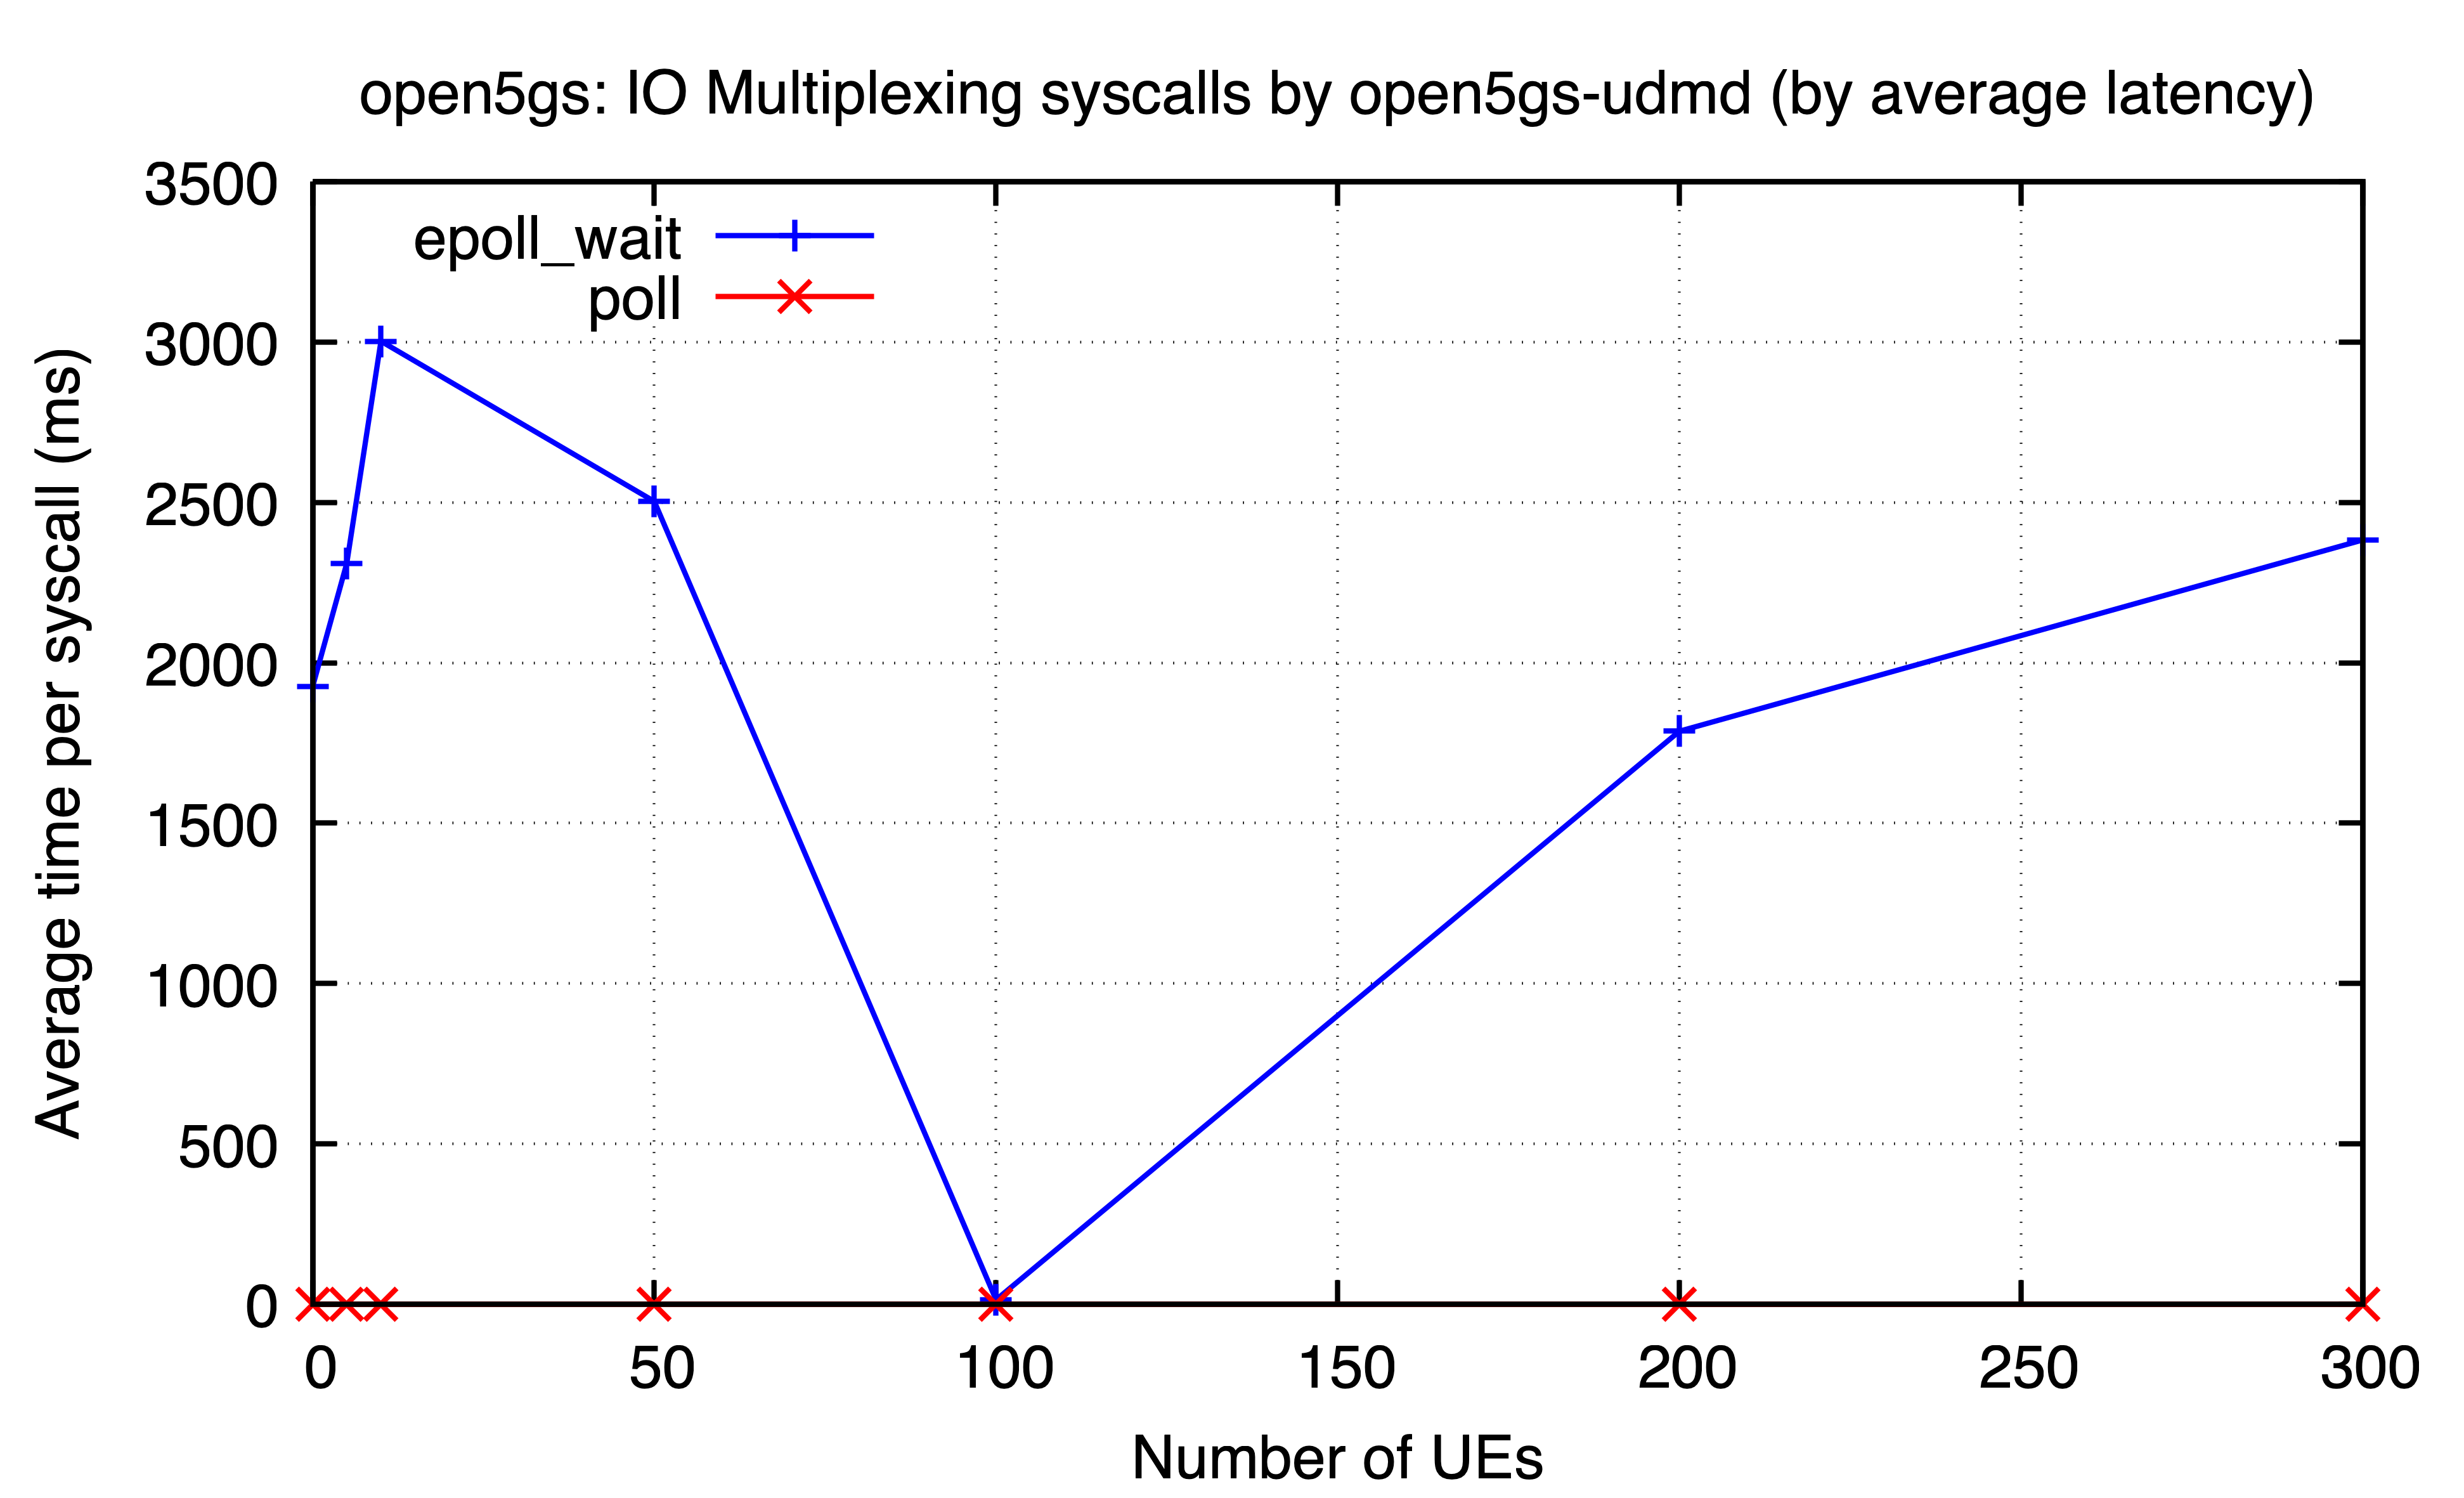 open5gs: IO Multiplexing syscalls by open5gs-udmd (by average latency)
3500
3000
2500
2000
1500
1000
500
0
epoll_wait
poll
Average time per syscall (ms)
0 50 100 150 200 250 300
Number of UEs